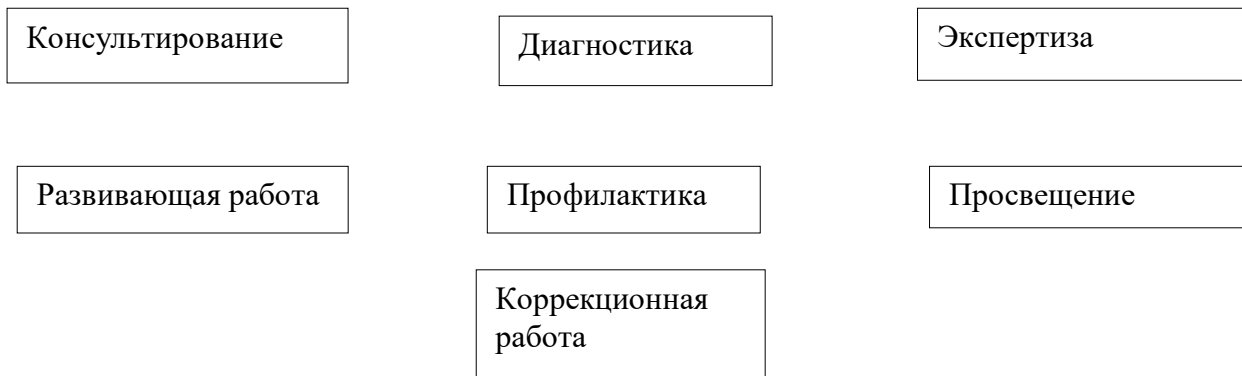 Консультирование
Диагностика
Экспертиза
Развивающая работа
Профилактика
Просвещение
Коррекционная
работа